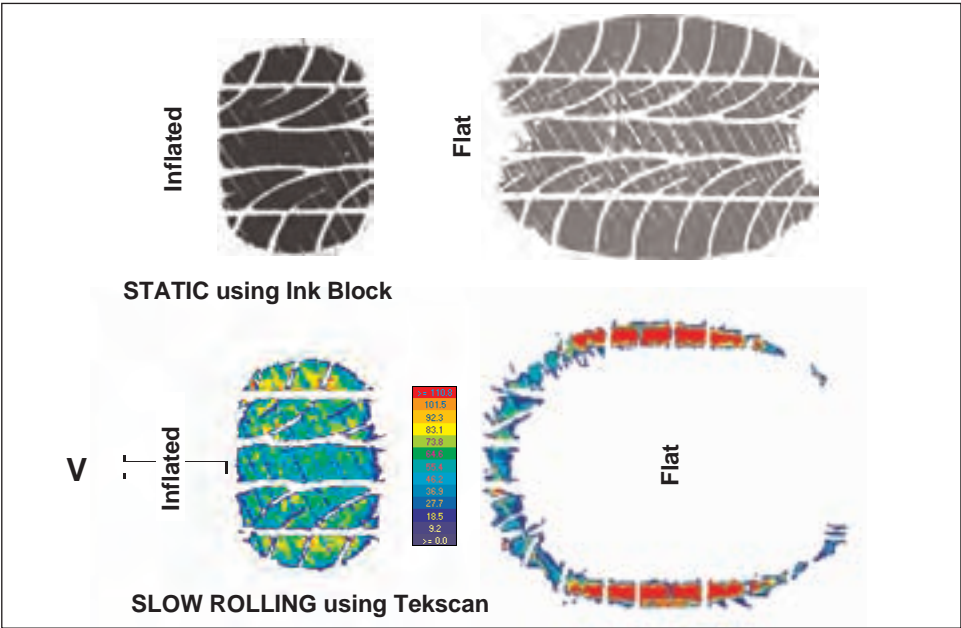 Inflated
Flat
STATIC using Ink Block
V
Inflated
101.5
92.3
83.1
73.8
36.9
27.7
18.5
9.2
>= 0.0
Flat
SLOW ROLLING using Tekscan